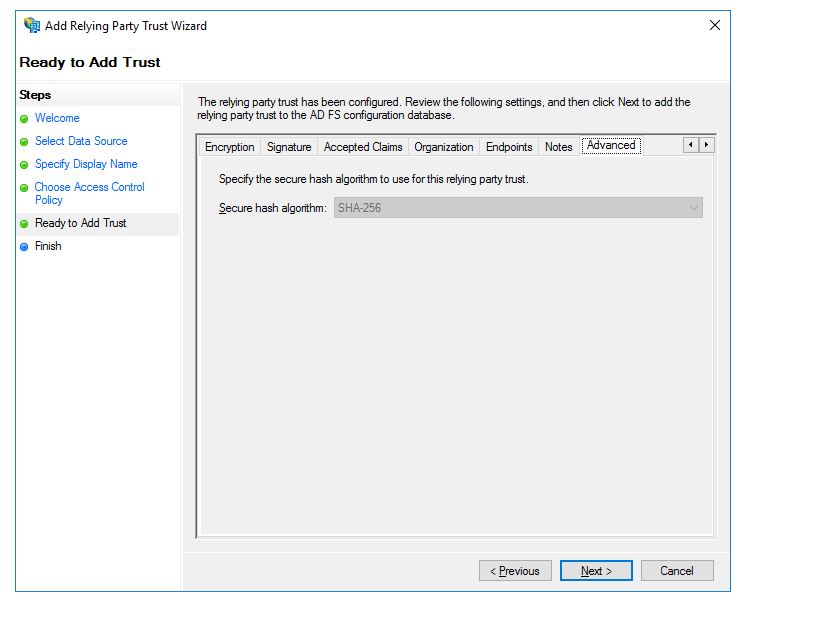 Add Relying Party Trust Wizard
Ready to Add Trust
Steps
Welcome
Select Data Source
Specify Display Name
Choose Access Control
Policy
Ready to Add Trust
Finish
The relying party trust has been configured. Review the following settings, and then click Next to add the
relying party trust to the AD FS configuration database.
Encryption Signature Accepted Claims Organization Endpoints Notes Advanced
Specify the secure hash algorithm to use for this relying party trust.
Secure hash algorithm: SHA-256
< Previous Next > Cancel